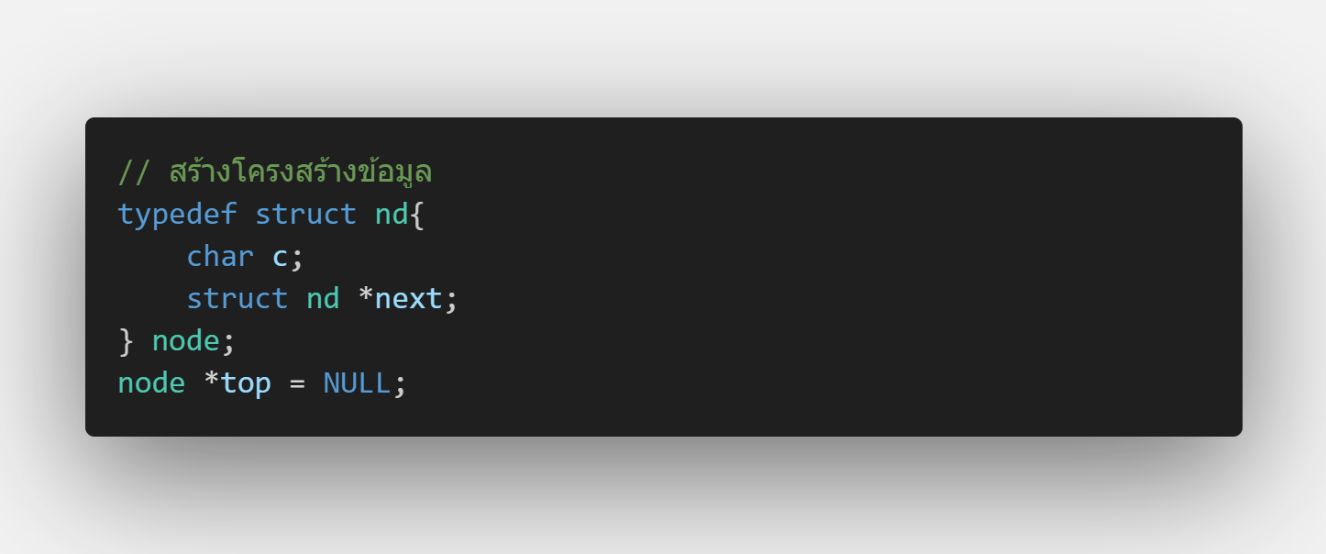 // สร้างโครงสร้างข้อมูล
typedef struct nd{
    char c;
    struct nd *next;
} node;
node *top = NULL;